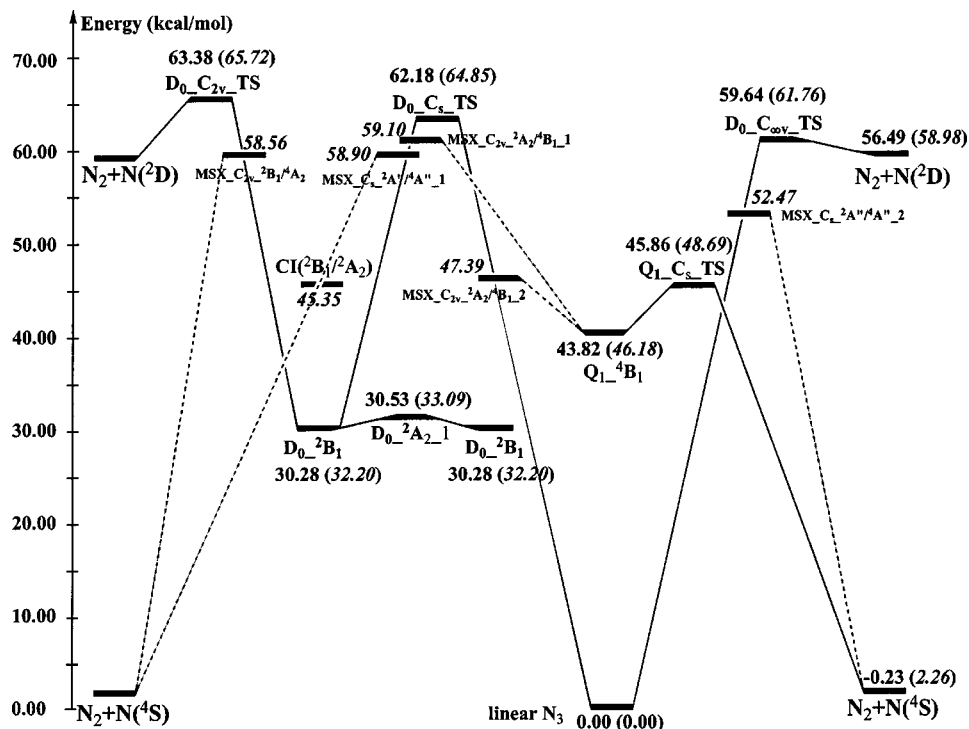 Energy (kcal/mol)
70.00
60.00
50.00
40.00
30.00
20.00
10.00
0.00
63.38 (65.72)
D₀_C₂ᵥ_TS
N₂+N(²D)
58.56
MSX_C₂ᵥ_²B₁/⁴A₂
62.18 (64.85)
D₀_Cₛ_TS
59.10
MSX_C₂ᵥ_²A₂/⁴B₁_1
58.90
MSX_Cₛ_²A'/⁴A"_1
59.64 (61.76)
D₀_C∞ᵥ_TS
56.49 (58.98)
N₂+N(²D)
52.47
MSX_Cₛ_²A"/⁴A"_2
CI(²B₁/²A₂)
45.35
47.39
MSX_C₂ᵥ_²A₂/⁴B₁_2
45.86 (48.69)
Q₁_Cₛ_TS
43.82 (46.18)
Q₁_⁴B₁
30.53 (33.09)
D₀_²A₂_1
D₀_²B₁
30.28 (32.20)
D₀_²B₁
30.28 (32.20)
N₂+N(⁴S)
linear N₃
0.00 (0.00)
-0.23 (2.26)
N₂+N(⁴S)